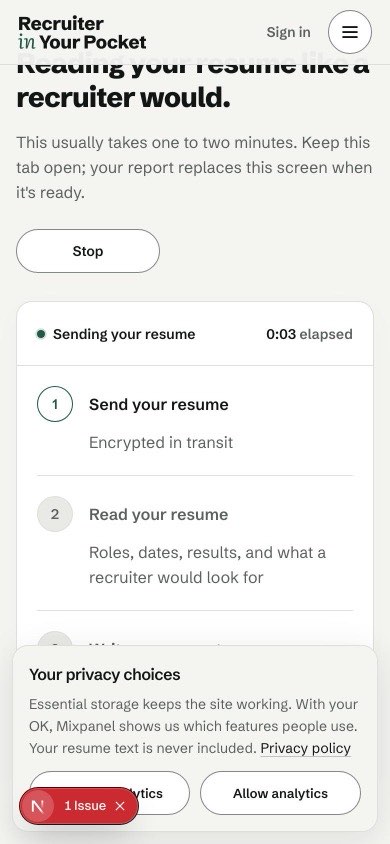 Recruiter
in Your Pocket
Sign in
Reading your resume like a
recruiter would.
This usually takes one to two minutes. Keep this
tab open; your report replaces this screen when
it's ready.
Stop
Sending your resume
0:03 elapsed
1
Send your resume
Encrypted in transit
2
Read your resume
Roles, dates, results, and what a
recruiter would look for
Your privacy choices
Essential storage keeps the site working. With your
OK, Mixpanel shows us which features people use.
Your resume text is never included. Privacy policy
Allow analytics
N
1 Issue